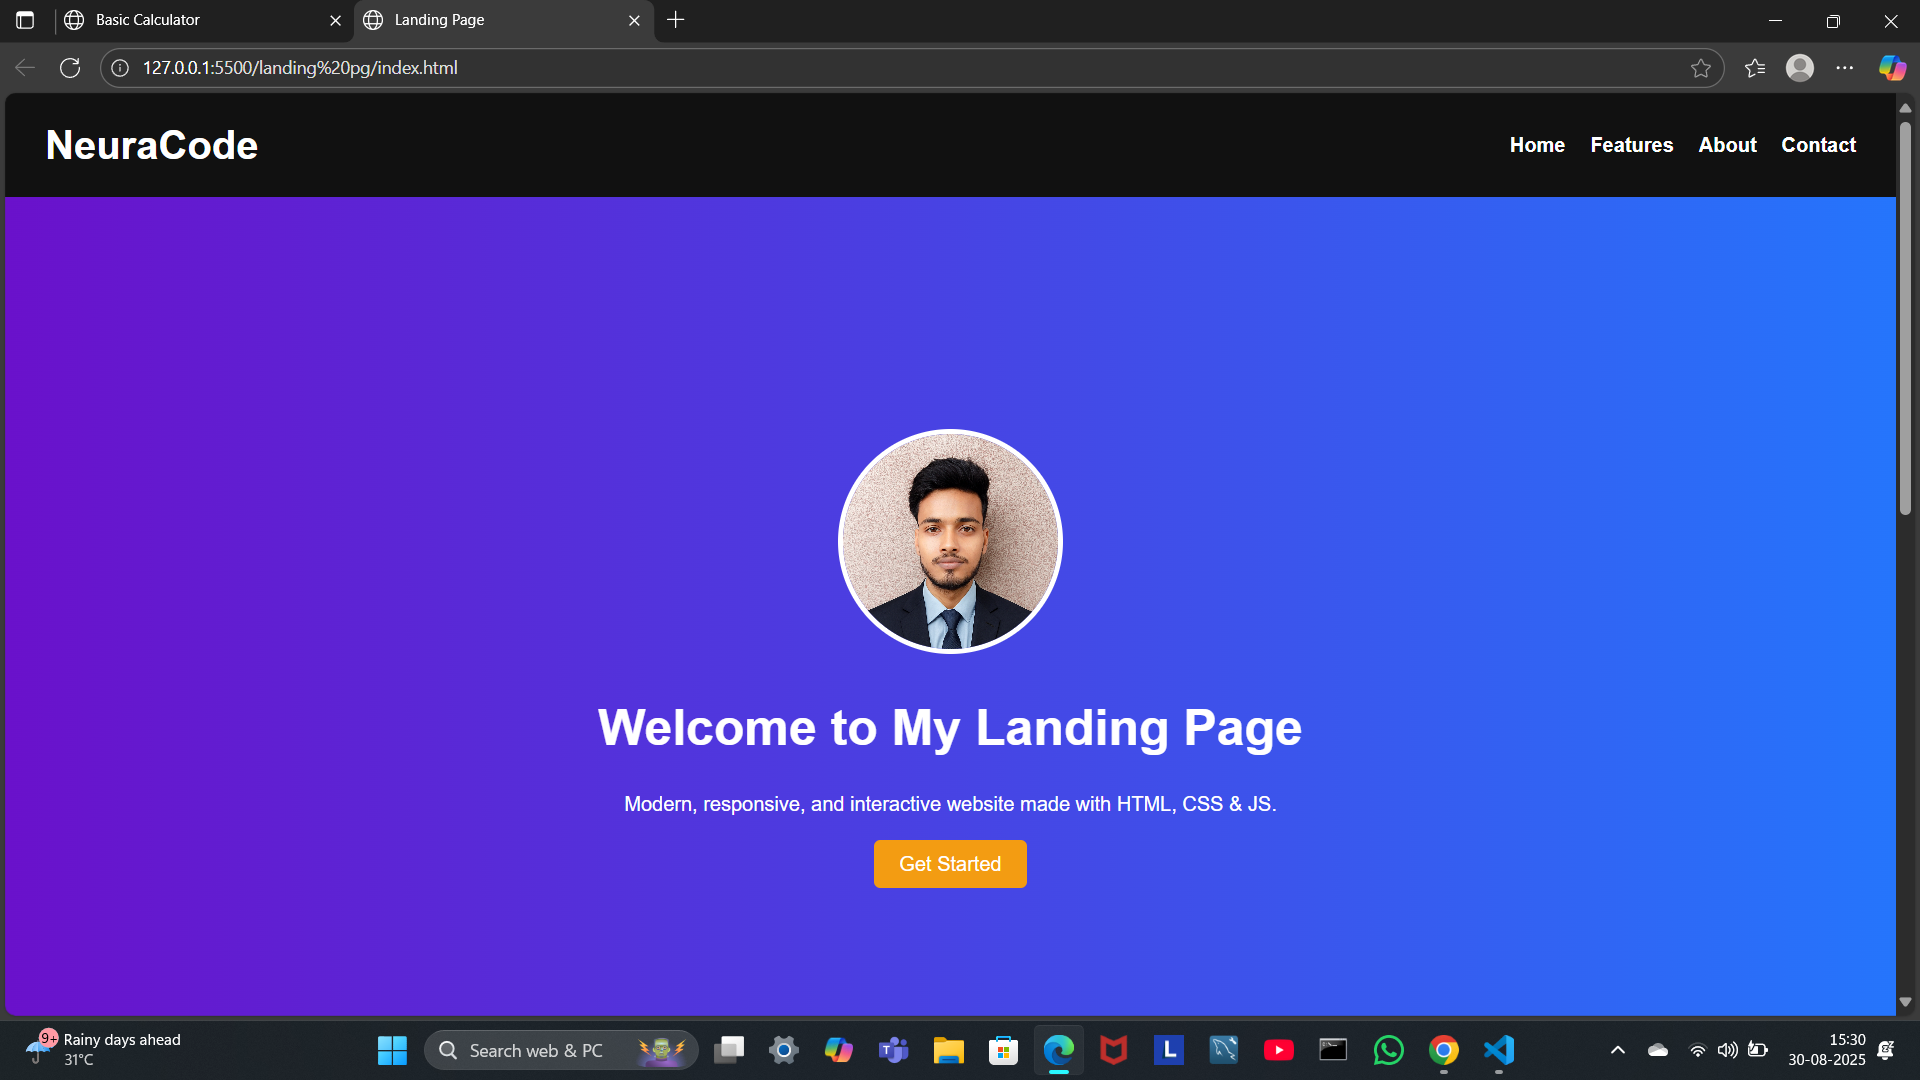 Basic Calculator
Landing Page
127.0.0.1:5500/landing%20pg/index.html
NeuraCode
Home Features About Contact
Welcome to My Landing Page
Modern, responsive, and interactive website made with HTML, CSS & JS.
Get Started
9+
Rainy days ahead
31°C
Search web & PC
T
L
15:30
30-08-2025